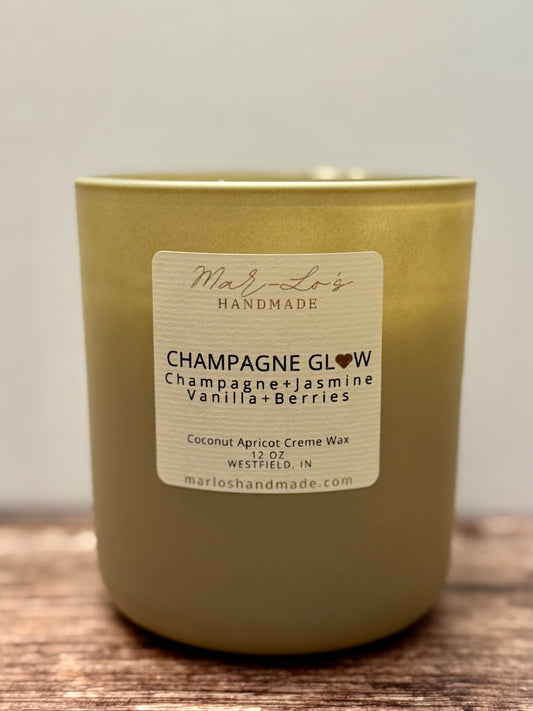 Mar-Lo's
HANDMADE
CHAMPAGNE GL♥W
Champagne+Jasmine
Vanilla+Berries
Coconut Apricot Creme Wax
12 OZ
WESTFIELD, IN
marloshandmade.com